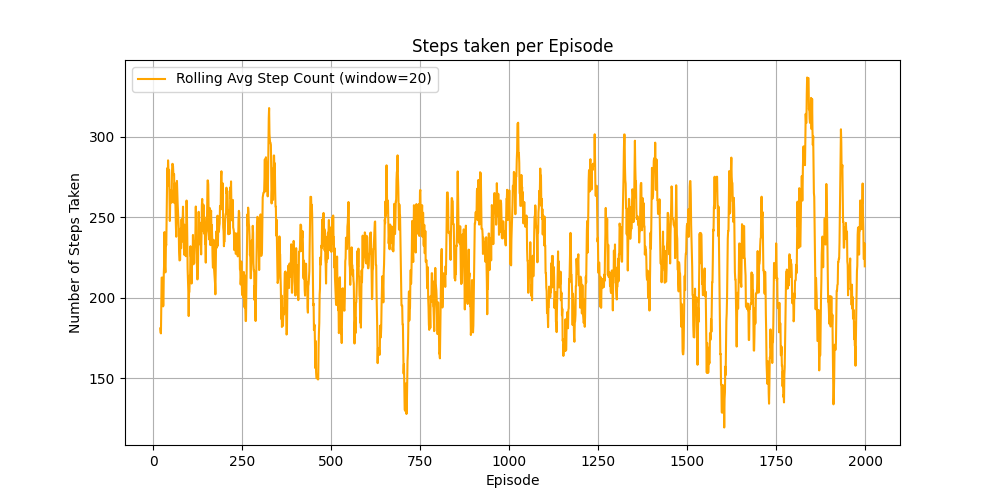 Steps taken per Episode
Rolling Avg Step Count (window=20)
Number of Steps Taken
300
250
200
150
0 250 500 750 1000 1250 1500 1750 2000
Episode